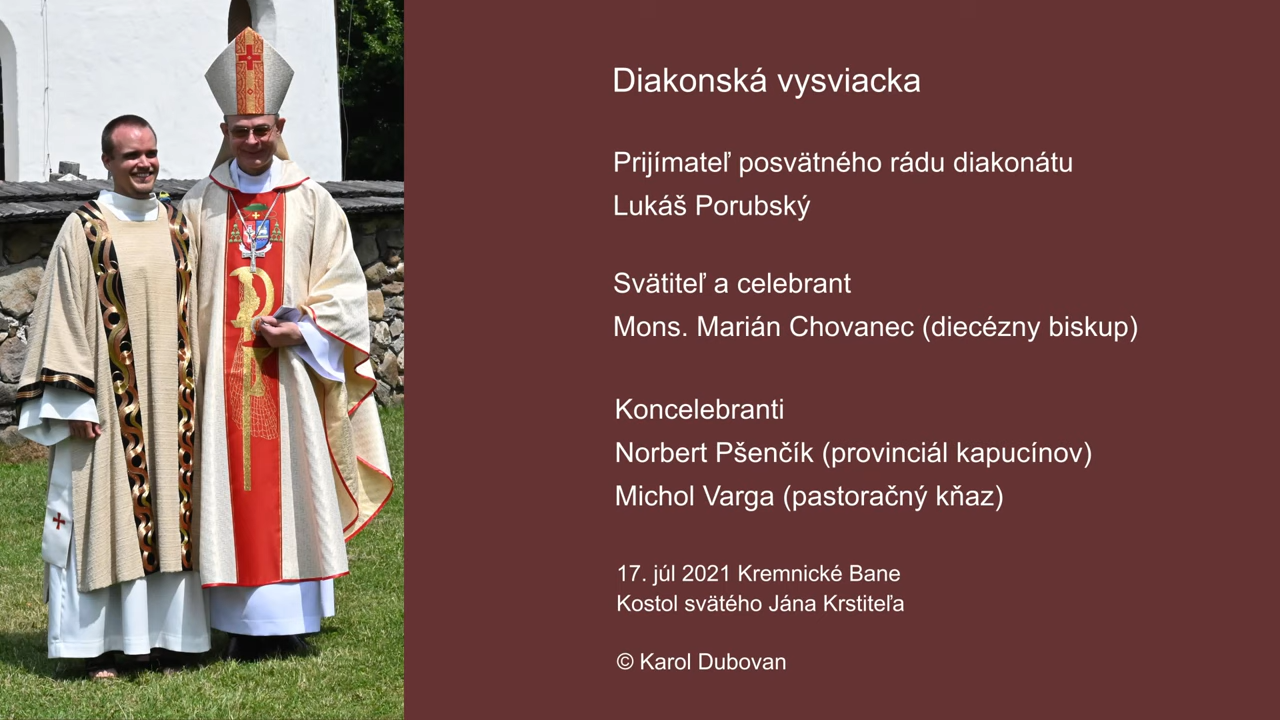 Diakonská vysviacka
Prijímateľ posvätného rádu diakonátu
Lukáš Porubský
Svätiteľ a celebrant
Mons. Marián Chovanec (diecézny biskup)
Koncelebranti
Norbert Pšenčík (provinciál kapucínov)
Michol Varga (pastoračný kňaz)
17. júl 2021 Kremnické Bane
Kostol svätého Jána Krstiteľa
© Karol Dubovan